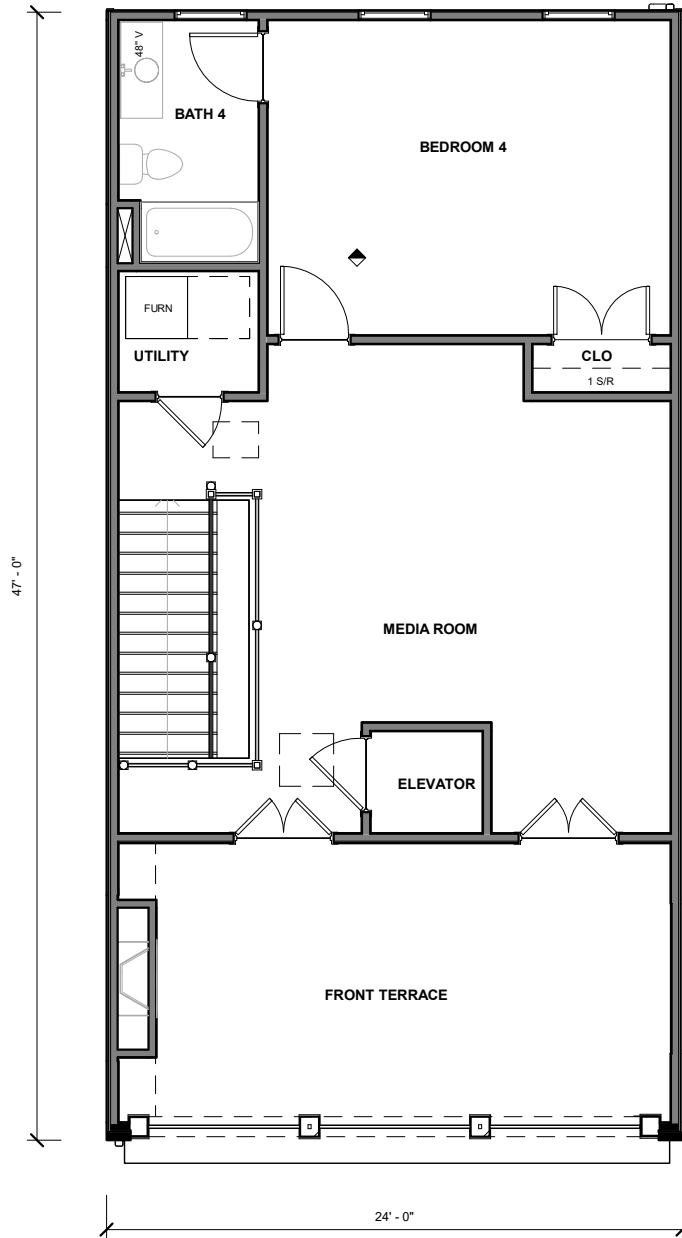 48" V
BATH 4
BEDROOM 4
FURN
UTILITY
CLO
1 S/R
47' - 0"
MEDIA ROOM
ELEVATOR
FRONT TERRACE
24' - 0"